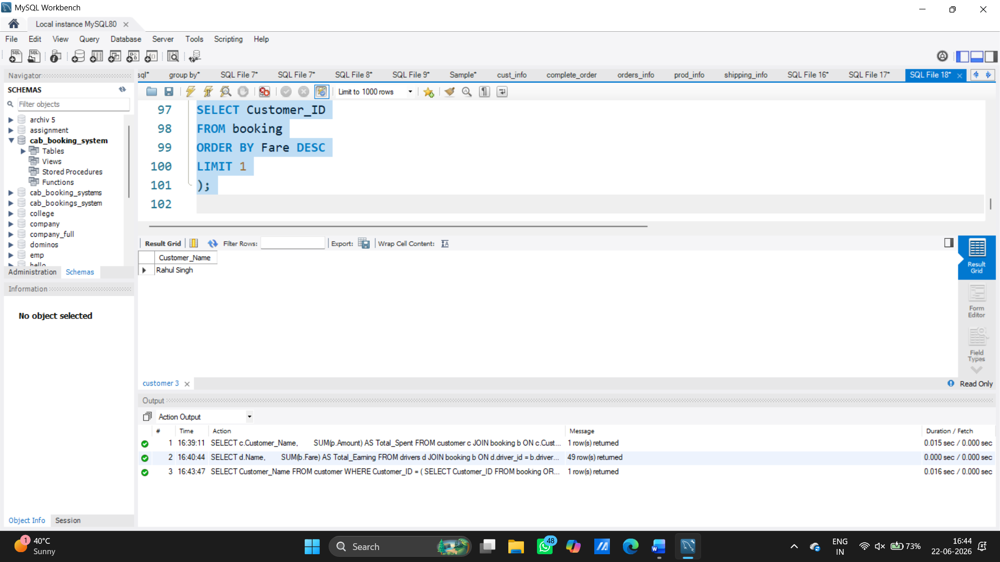 MySQL Workbench
Local instance MySQL80
File Edit View Query Database Server Tools Scripting Help
Navigator
sql* group by* SQL File 7* SQL File 7* SQL File 8* SQL File 9* Sample* cust_info complete_order orders_info prod_info shipping_info SQL File 16* SQL File 17* SQL File 18*
SCHEMAS
Limit to 1000 rows
Filter objects
archiv 5
assignment
cab_booking_system
Tables
Views
Stored Procedures
Functions
cab_booking_systems
cab_bookings_system
college
company
company_full
dominos
emp
hello
Administration Schemas
Information
No object selected
Object Info Session
97 SELECT Customer_ID
98 FROM booking
99 ORDER BY Fare DESC
100 LIMIT 1
101 );
102
Result Grid Filter Rows: Export: Wrap Cell Content:
Customer_Name
Rahul Singh
Result Grid
Form Editor
Field Types
customer 3
Read Only
Output
Action Output
# Time Action Message Duration / Fetch
1 16:39:11 SELECT c.Customer_Name, SUM(p.Amount) AS Total_Spent FROM customer c JOIN booking b ON c.Cust... 1 row(s) returned 0.015 sec / 0.000 sec
2 16:40:44 SELECT d.Name, SUM(b.Fare) AS Total_Earning FROM drivers d JOIN booking b ON d.driver_id = b.driver... 49 row(s) returned 0.000 sec / 0.000 sec
3 16:43:47 SELECT Customer_Name FROM customer WHERE Customer_ID = ( SELECT Customer_ID FROM booking OR... 1 row(s) returned 0.016 sec / 0.000 sec
1 40°C
Sunny
Search
48
ENG
IN
73%
16:44
22-06-2026